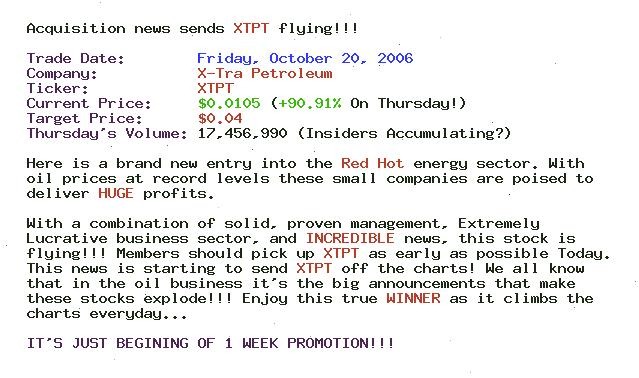 Acquisition news sends XTPT flying!!!
Trade Date: Friday, October 20, 2006
Company: X-Tra Petroleum
Ticker: XTPT
Current Price: $0.0105 (+90.91% On Thursday!)
Target Price: $0.04
Thursday's Volume: 17,456,990 (Insiders Accumulating?)
Here is a brand new entry into the Red Hot energy sector. With
oil prices at record levels these small companies are poised to
deliver HUGE profits.
With a combination of solid, proven management, Extremely
Lucrative business sector, and INCREDIBLE news, this stock is
flying!!! Members should pick up XTPT as early as possible Today.
This news is starting to send XTPT off the charts! We all know
that in the oil business it's the big announcements that make
these stocks explode!!! Enjoy this true WINNER as it climbs the
charts everyday...
IT'S JUST BEGINING OF 1 WEEK PROMOTION!!!